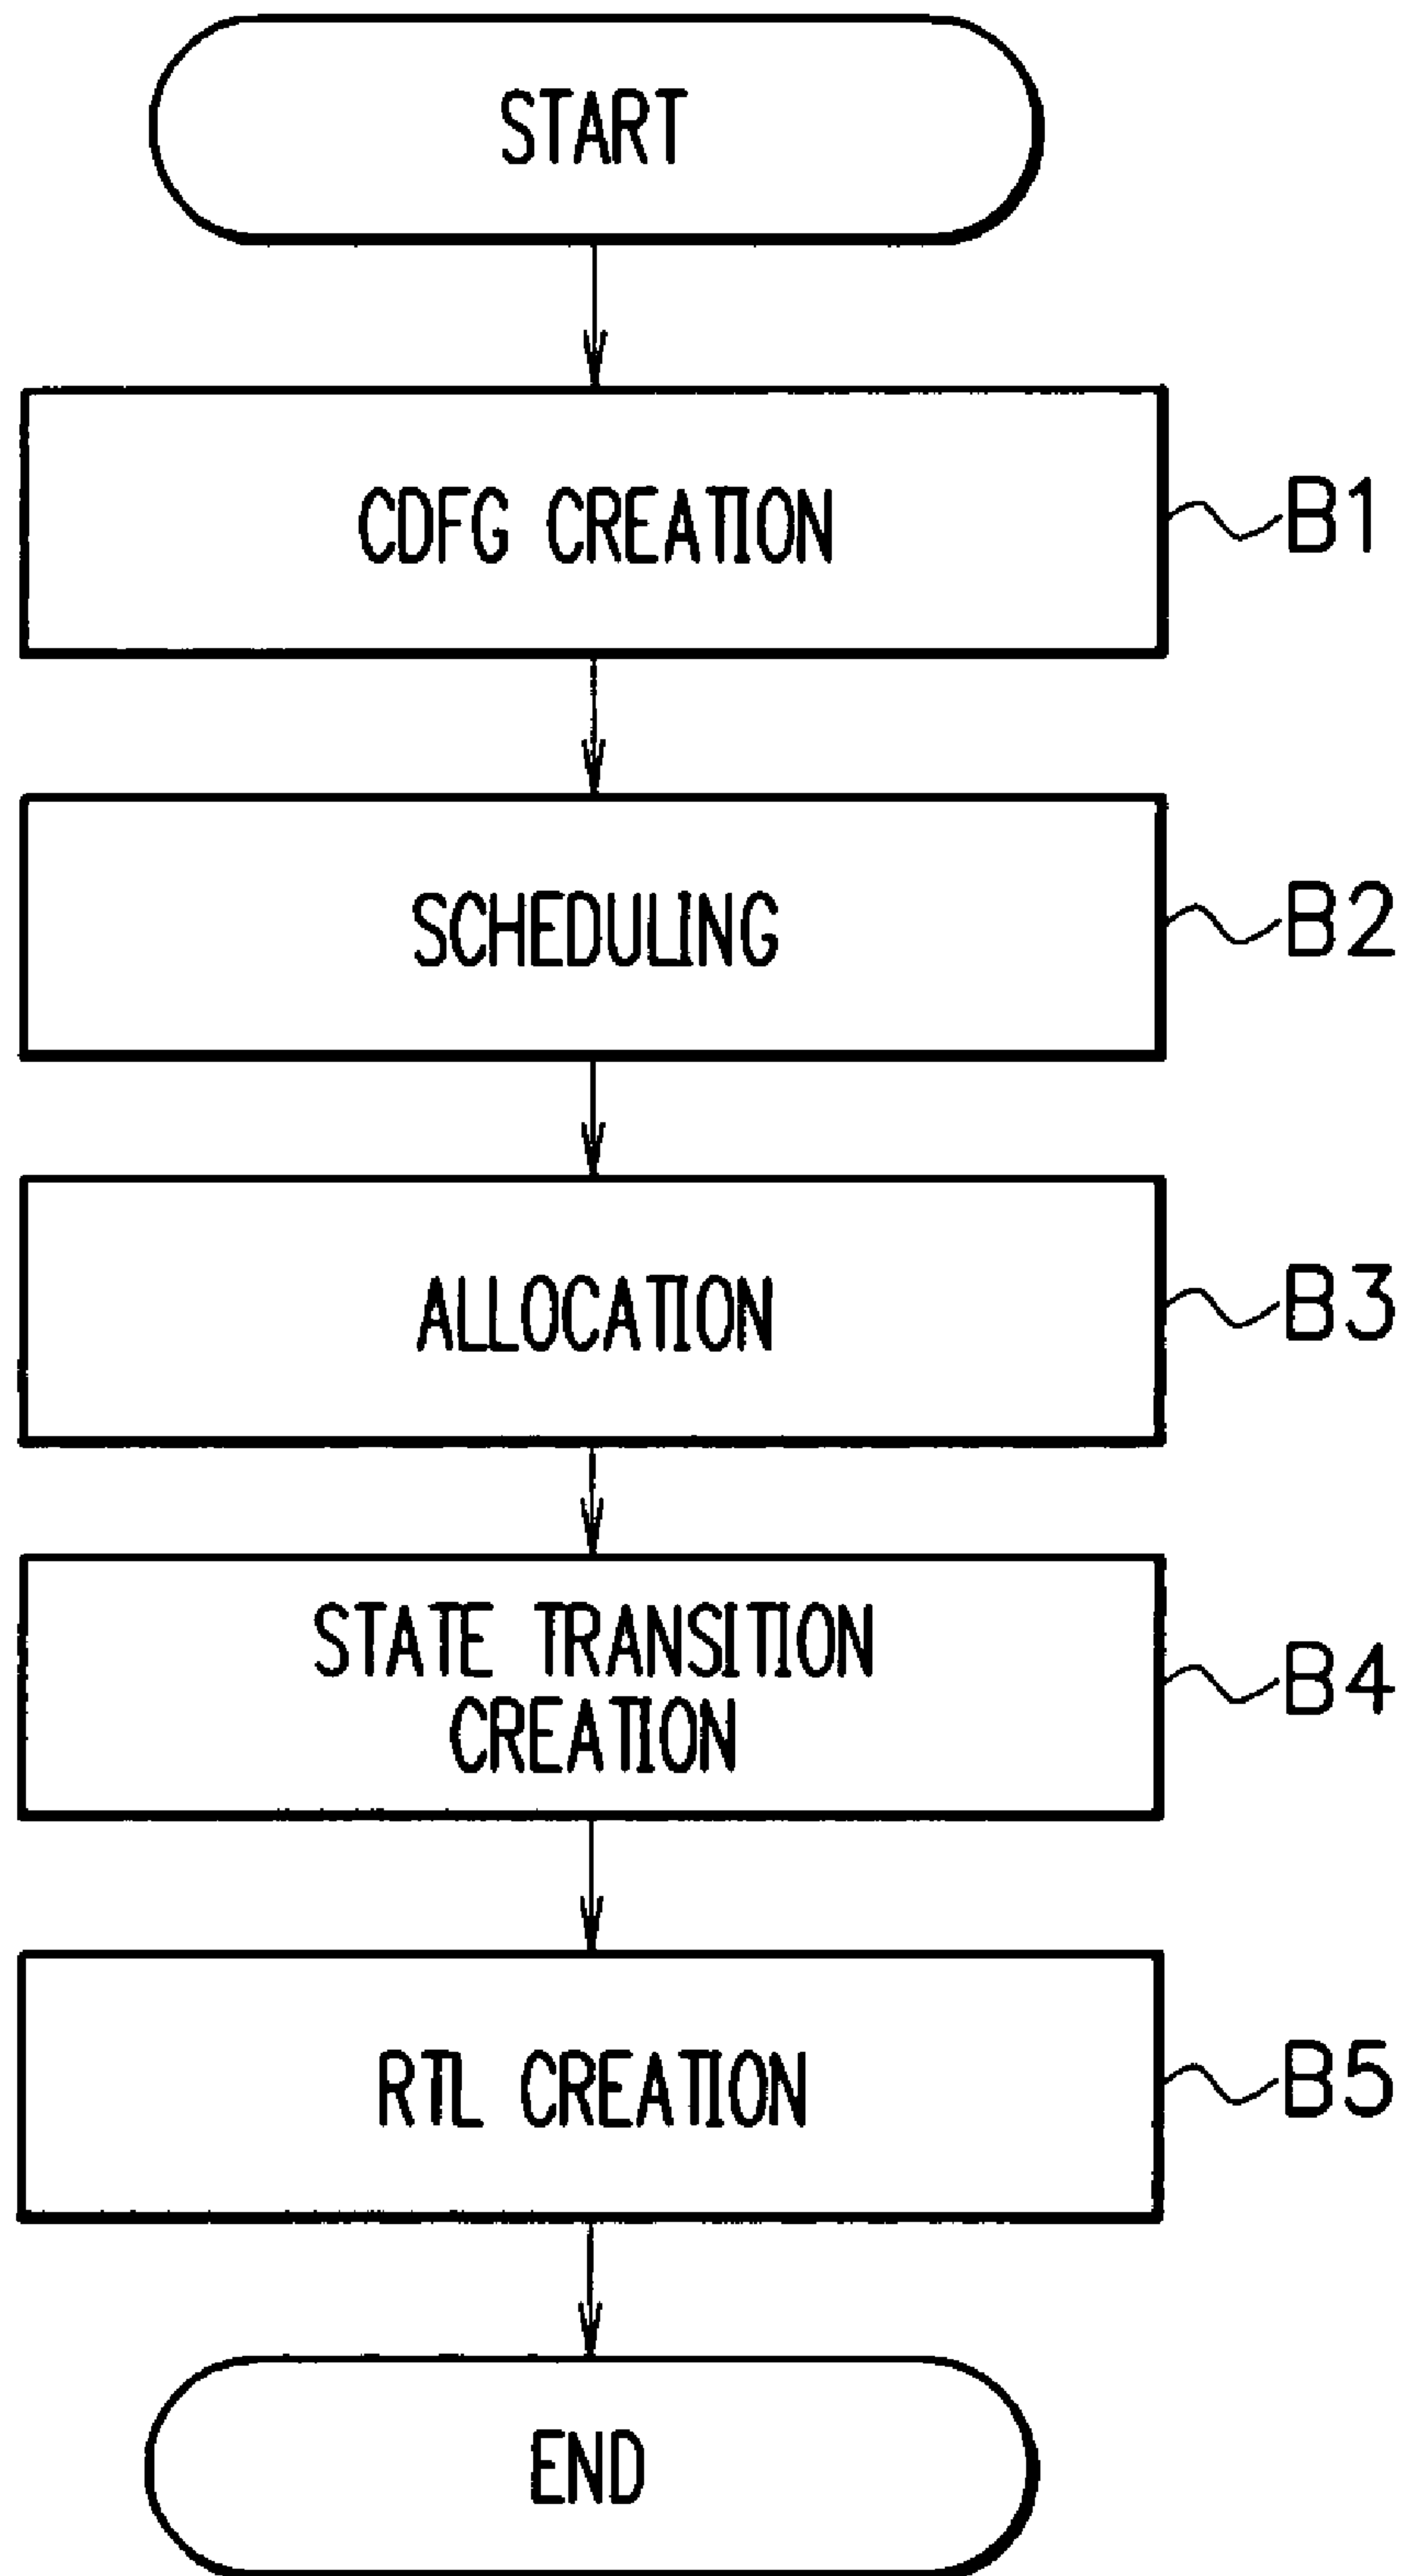 START
CDFG CREATION
B1
SCHEDULING
B2
ALLOCATION
B3
STATE TRANSITION
CREATION
B4
RTL CREATION
B5
END